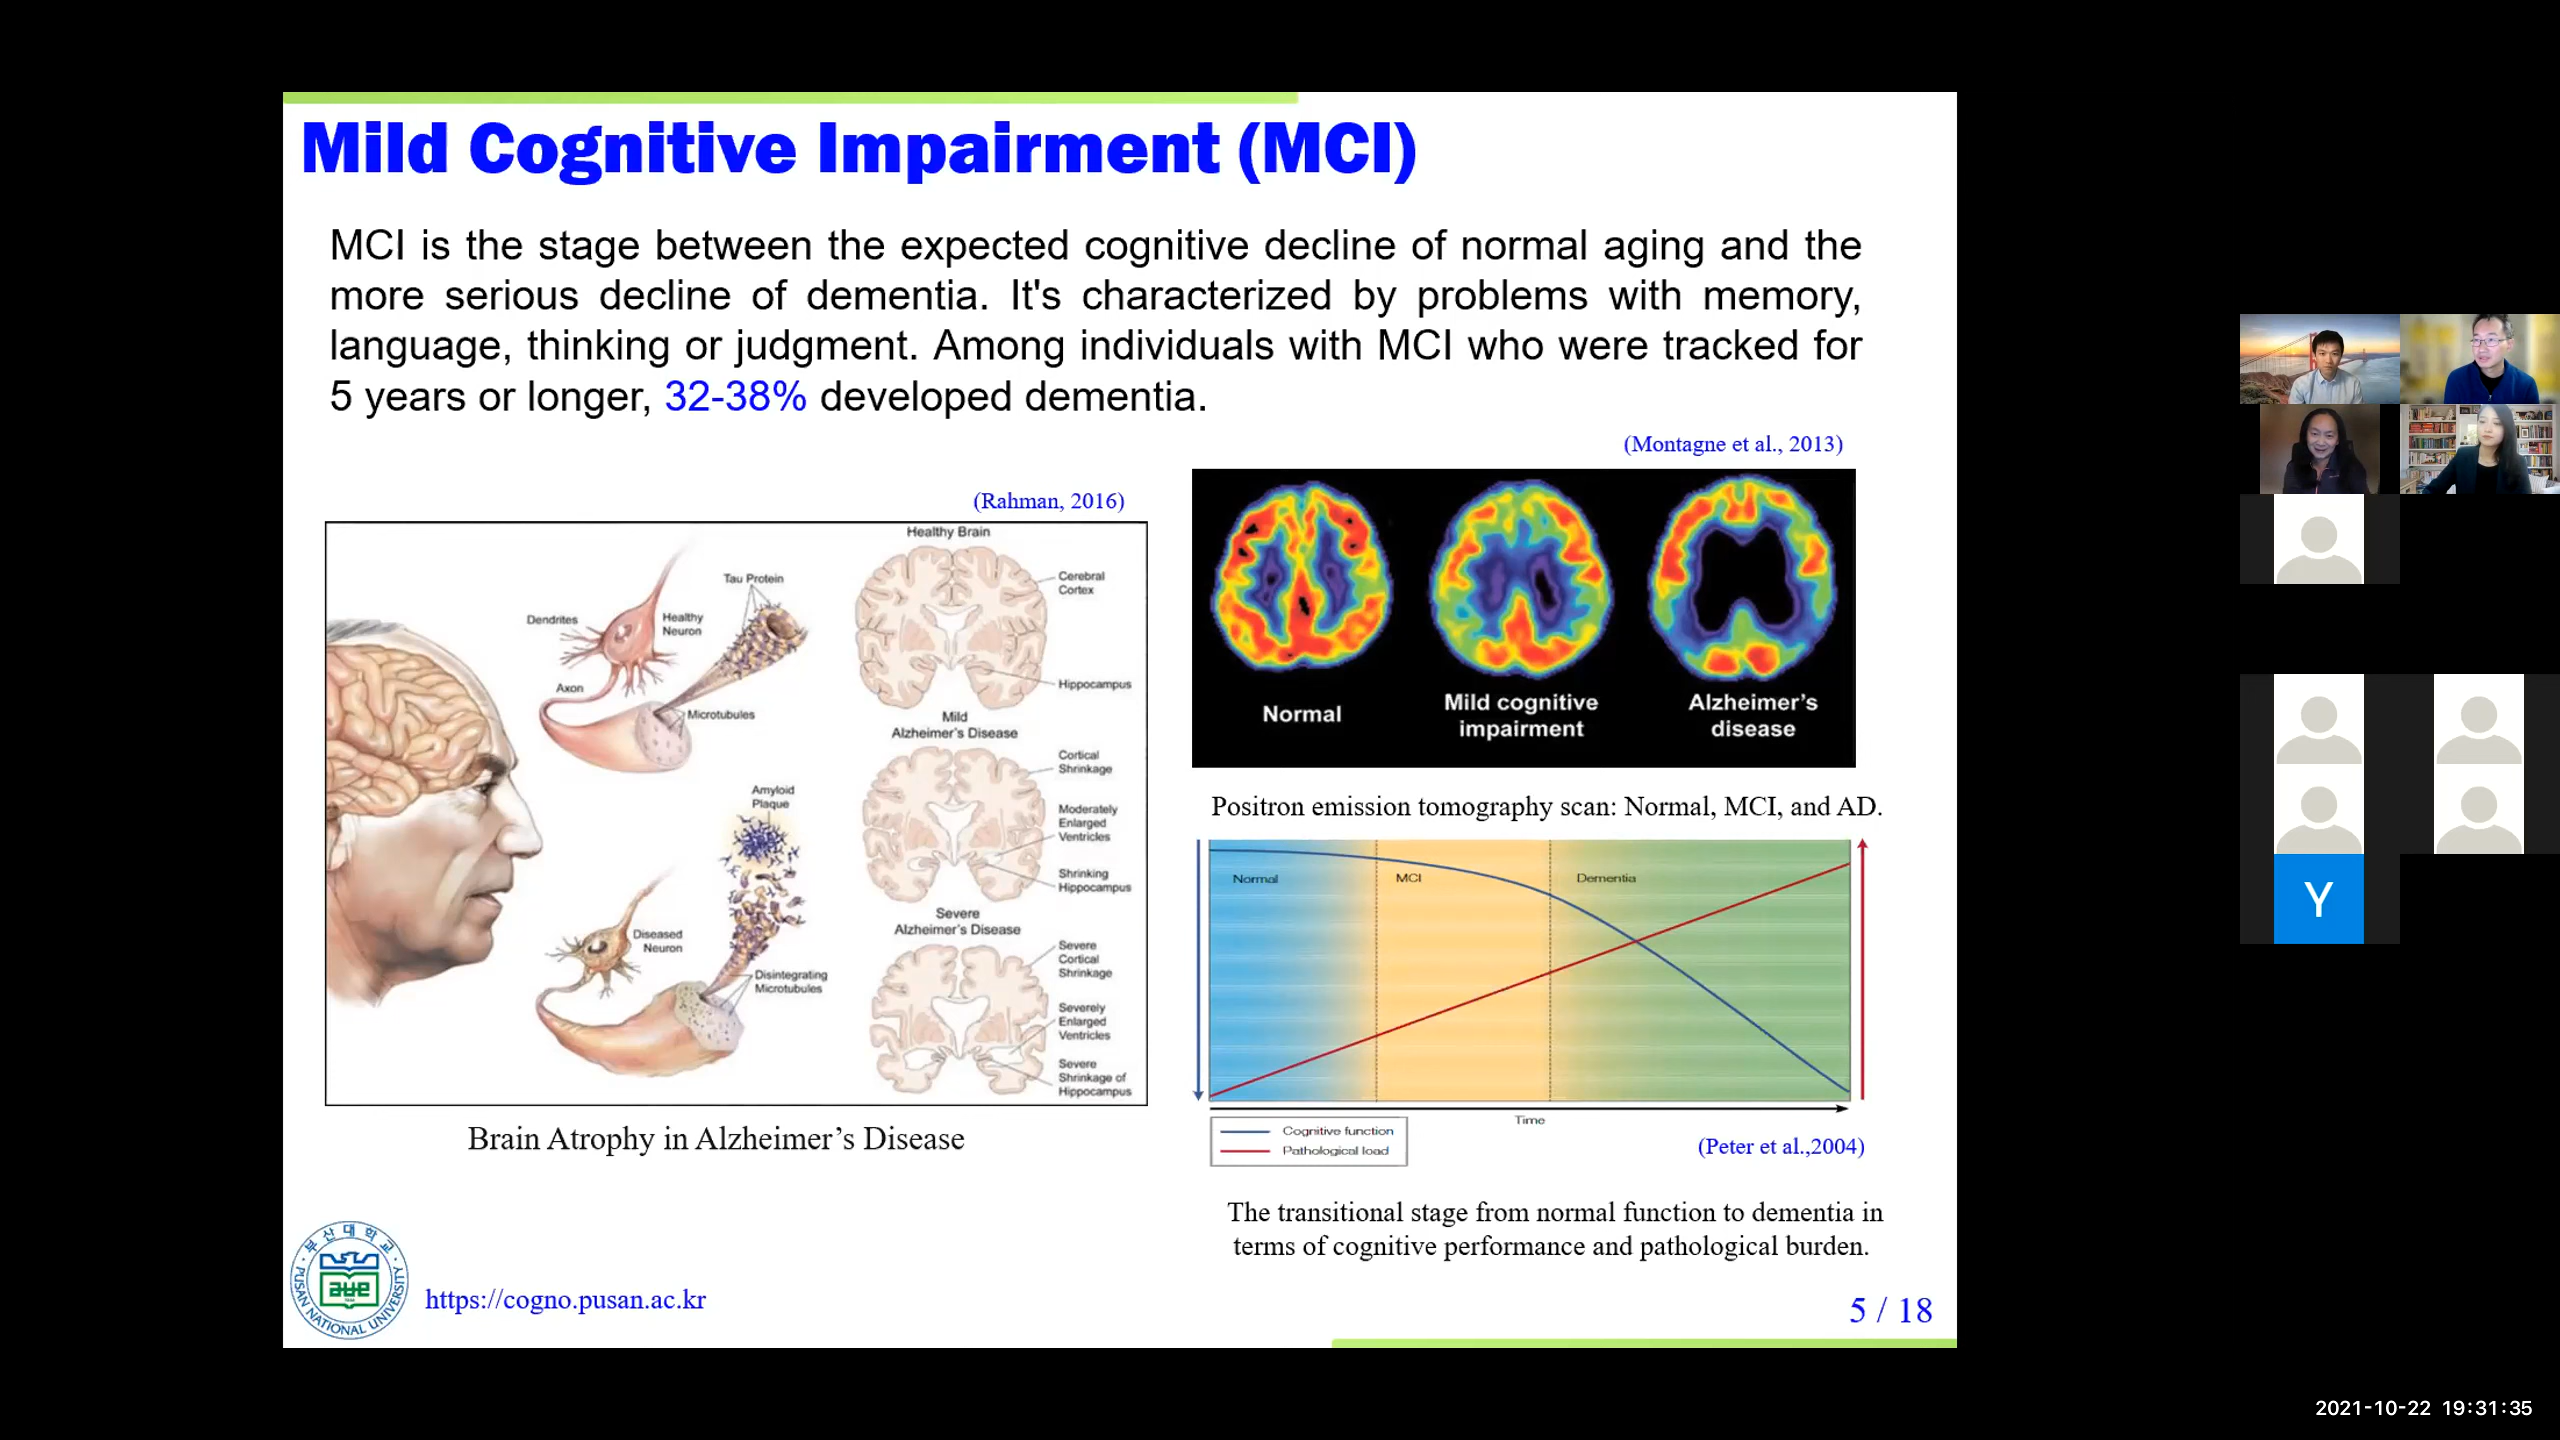 Mild Cognitive Impairment (MCI)
MCI is the stage between the expected cognitive decline of normal aging and the
more serious decline of dementia. It's characterized by problems with memory,
language, thinking or judgment. Among individuals with MCI who were tracked for
5 years or longer, 32-38% developed dementia.
(Rahman, 2016)
Healthy Brain
Tau Protein
Cerebral
Cortex
Dendrites
Healthy
Neuron
Axon
Hippocampus
Microtubules
Mild
Alzheimer's Disease
Cortical
Shrinkage
Amyloid
Plaque
Moderately
Enlarged
Ventricles
Shrinking
Hippocampus
Severe
Alzheimer's Disease
Diseased
Neuron
Severe
Cortical
Shrinkage
Disintegrating
Microtubules
Severely
Enlarged
Ventricles
Severe
Shrinkage of
Hippocampus
Brain Atrophy in Alzheimer's Disease
(Montagne et al., 2013)
Normal
Mild cognitive
impairment
Alzheimer's
disease
Positron emission tomography scan: Normal, MCI, and AD.
Normal
MCI
Dementia
Time
Cognitive function
Pathological load
(Peter et al.,2004)
The transitional stage from normal function to dementia in
terms of cognitive performance and pathological burden.
부산대학교
PUSAN NATIONAL UNIVERSITY
https://cogno.pusan.ac.kr
5 / 18
Y
2021-10-22 19:31:35